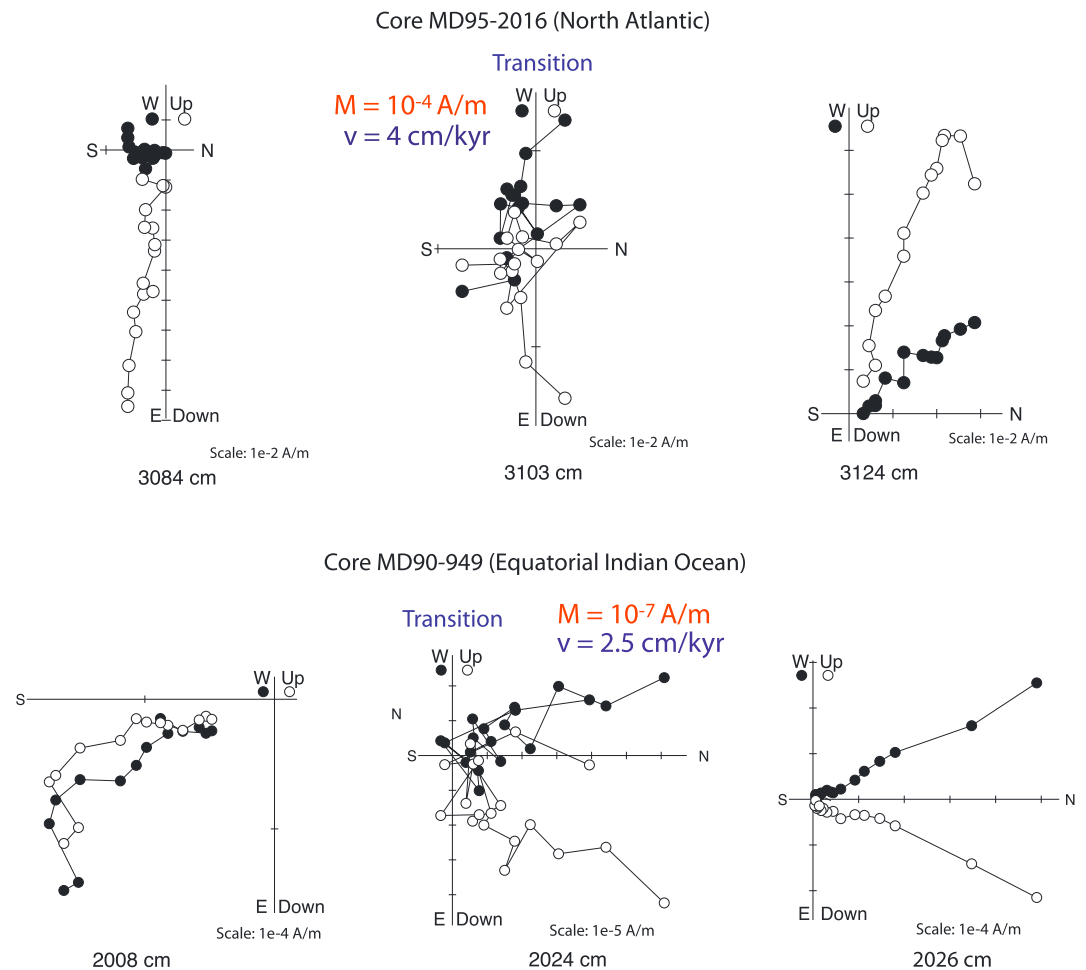 Core MD95-2016 (North Atlantic)
Transition
M = 10-4 A/m
v = 4 cm/kyr
W Up
S N
E Down
Scale: 1e-2 A/m
3084 cm
W Up
S N
E Down
Scale: 1e-2 A/m
3103 cm
W Up
S N
E Down
Scale: 1e-2 A/m
3124 cm
Core MD90-949 (Equatorial Indian Ocean)
Transition
M = 10-7 A/m
v = 2.5 cm/kyr
W Up
S
E Down
Scale: 1e-4 A/m
2008 cm
W Up
N
S N
E Down
Scale: 1e-5 A/m
2024 cm
W Up
S N
E Down
Scale: 1e-4 A/m
2026 cm